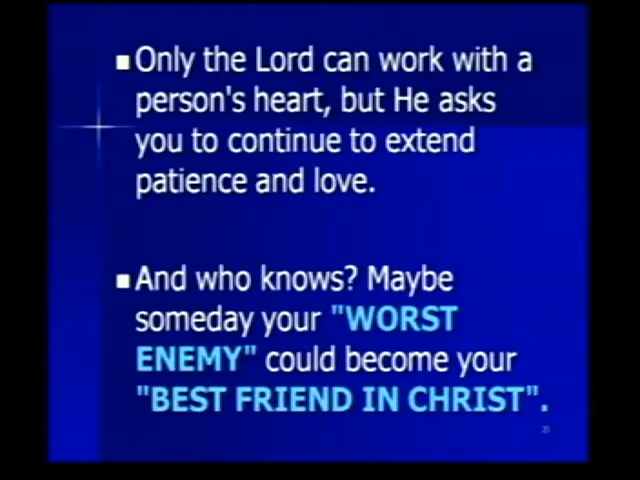 Only the Lord can work with a
person's heart, but He asks
you to continue to extend
patience and love.
And who knows? Maybe
someday your "WORST
ENEMY" could become your
"BEST FRIEND IN CHRIST".